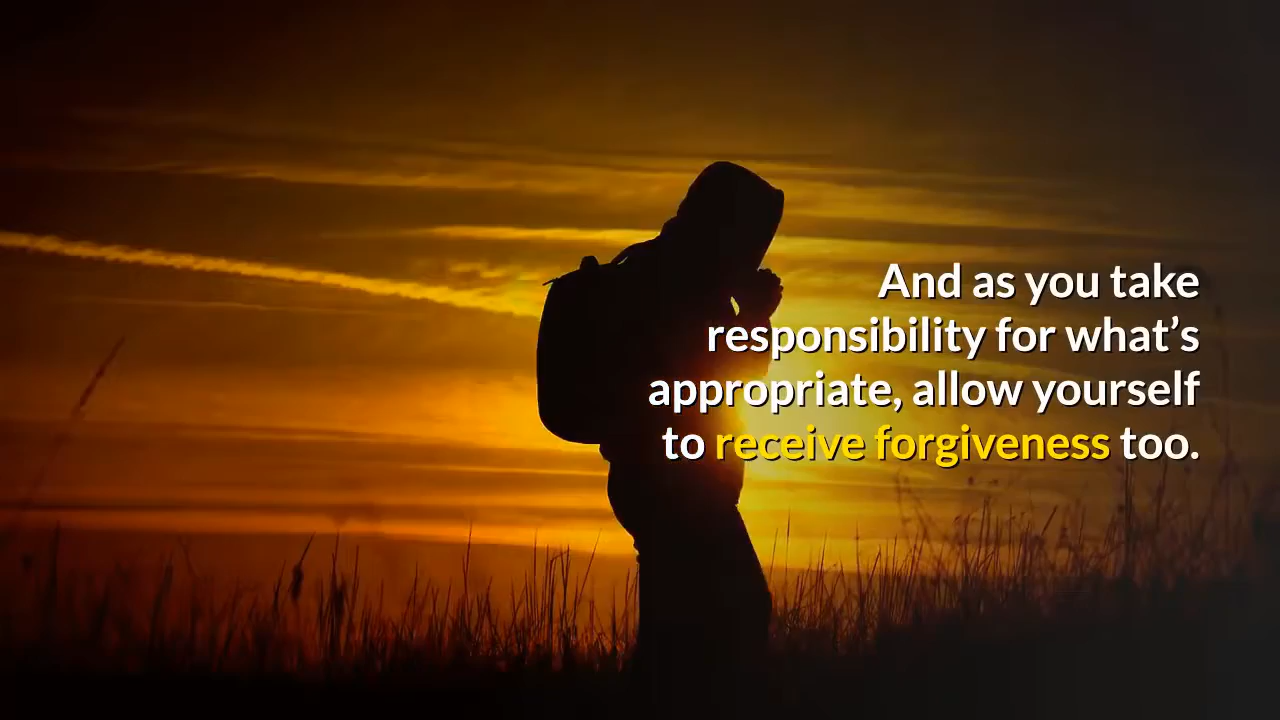 And as you take
responsibility for what’s
appropriate, allow yourself
to receive forgiveness too.